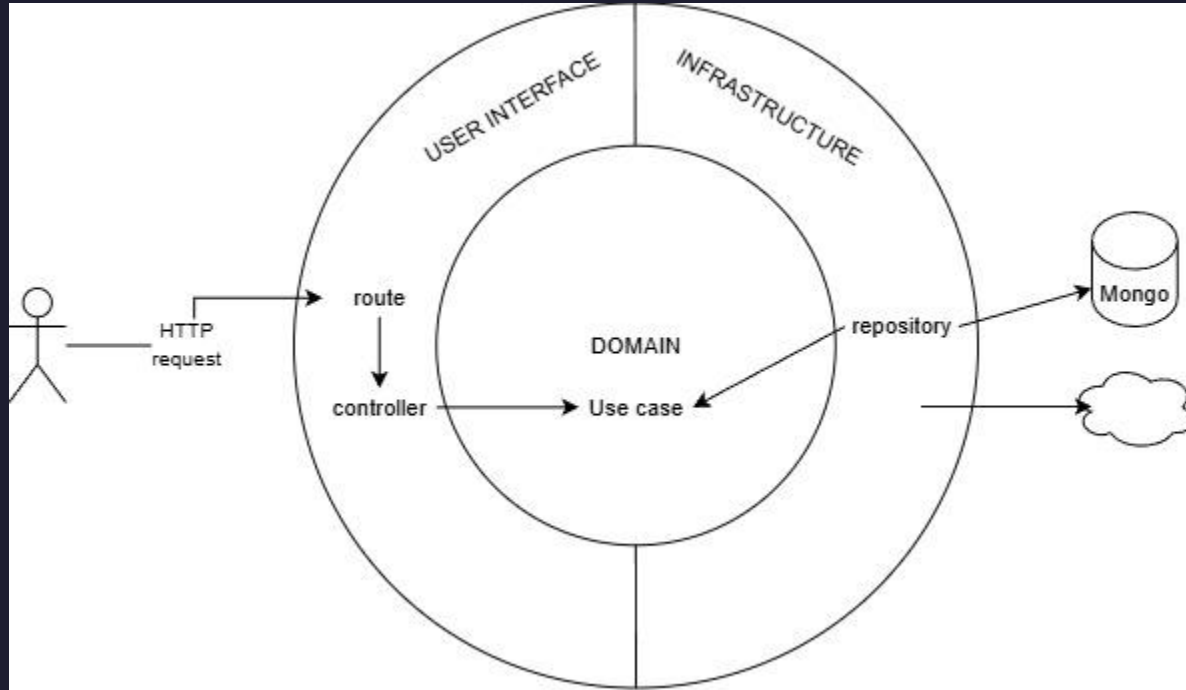 USER INTERFACE
INFRASTRUCTURE
HTTP
request
route
controller
DOMAIN
Use case
repository
Mongo